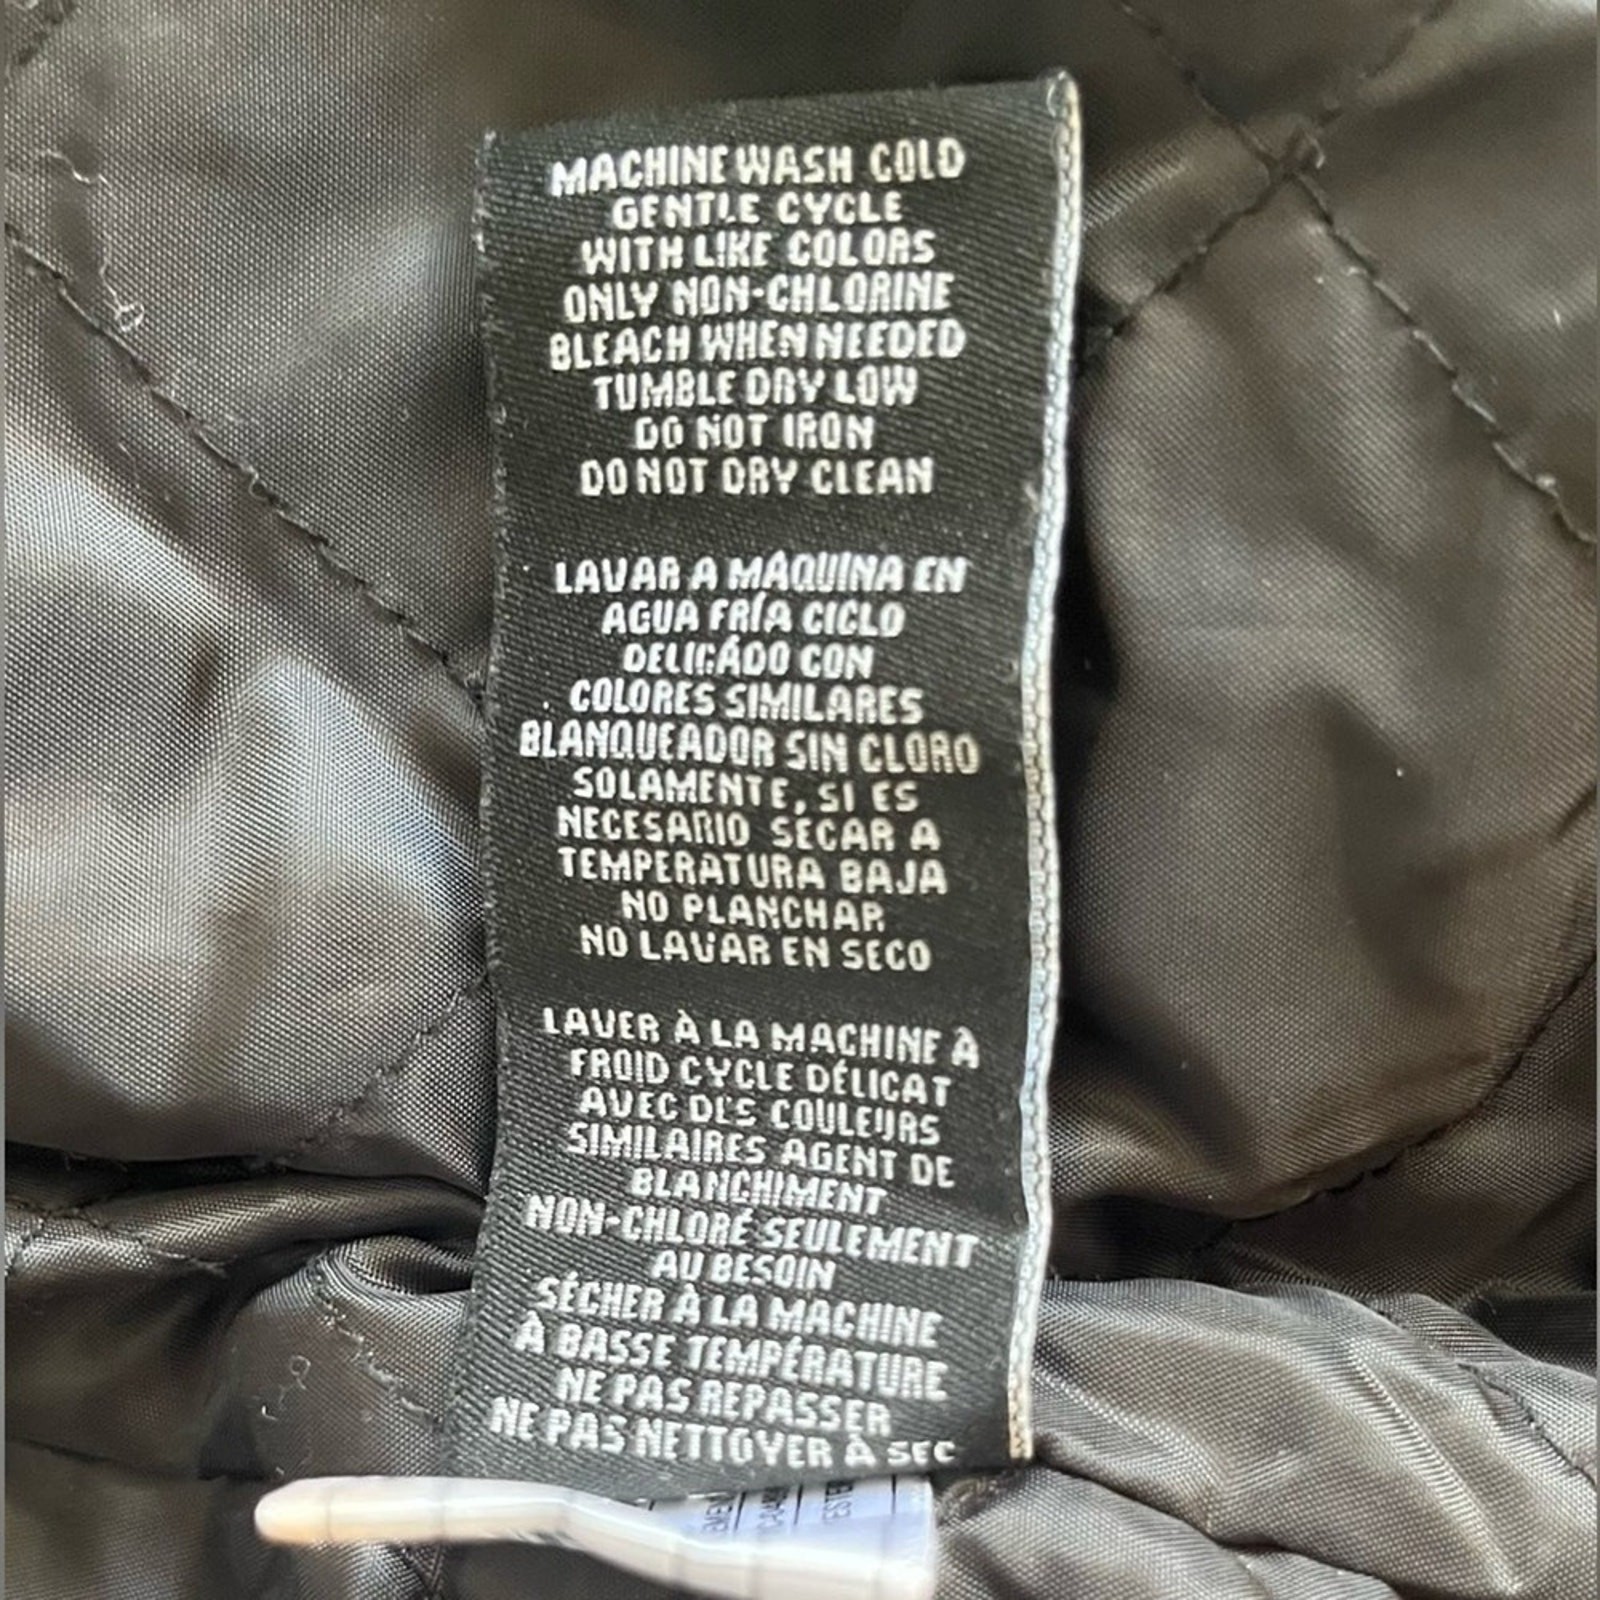 MACHINE WASH COLD
GENTLE CYCLE
WITH LIKE COLORS
ONLY NON-CHLORINE
BLEACH WHEN NEEDED
TUMBLE DRY LOW
DO NOT IRON
DO NOT DRY CLEAN
LAVAR A MÁQUINA EN
AGUA FRÍA CICLO
DELICÁDO CON
COLORES SIMILARES
BLANQUEADOR SIN CLORO
SOLAMENTE, SI ES
NECESARIO SECAR A
TEMPERATURA BAJA
NO PLANCHAR
NO LAVAR EN SECO
LAVER À LA MACHINE À
FROID CYCLE DÉLICAT
AVEC DES COULEURS
SIMILAIRES AGENT DE
BLANCHIMENT
NON-CHLORÉ SEULEMENT
AU BESOIN
SÉCHER À LA MACHINE
À BASSE TEMPÉRATURE
NE PAS REPASSER
NE PAS NETTOYER À SEC